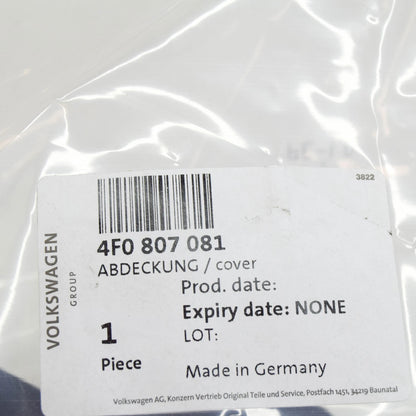 3822
VOLKSWAGEN
GROUP
4F0 807 081
ABDECKUNG / cover
Prod. date:
Expiry date: NONE
1
LOT:
Piece
Made in Germany
Volkswagen AG, Konzern Vertrieb Original Teile und Service, Postfach 1451, 34219 Baunatal